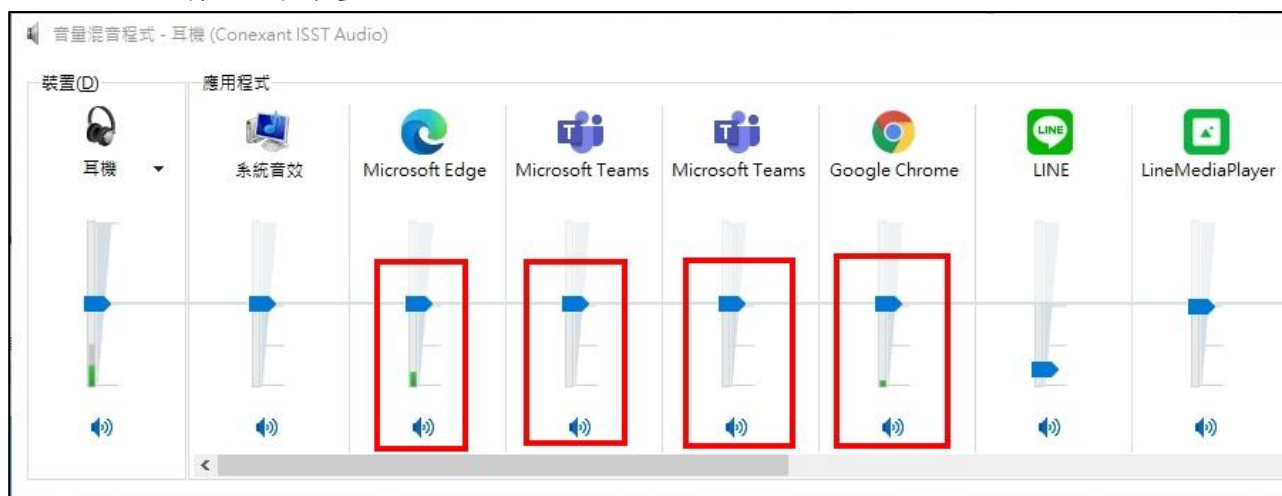 音量混音程式 - 耳機 (Conexant ISST Audio)
裝置(D)
應用程式
耳機
系統音效
Microsoft Edge
Microsoft Teams
Microsoft Teams
Google Chrome
LINE
LINE
LineMediaPlayer